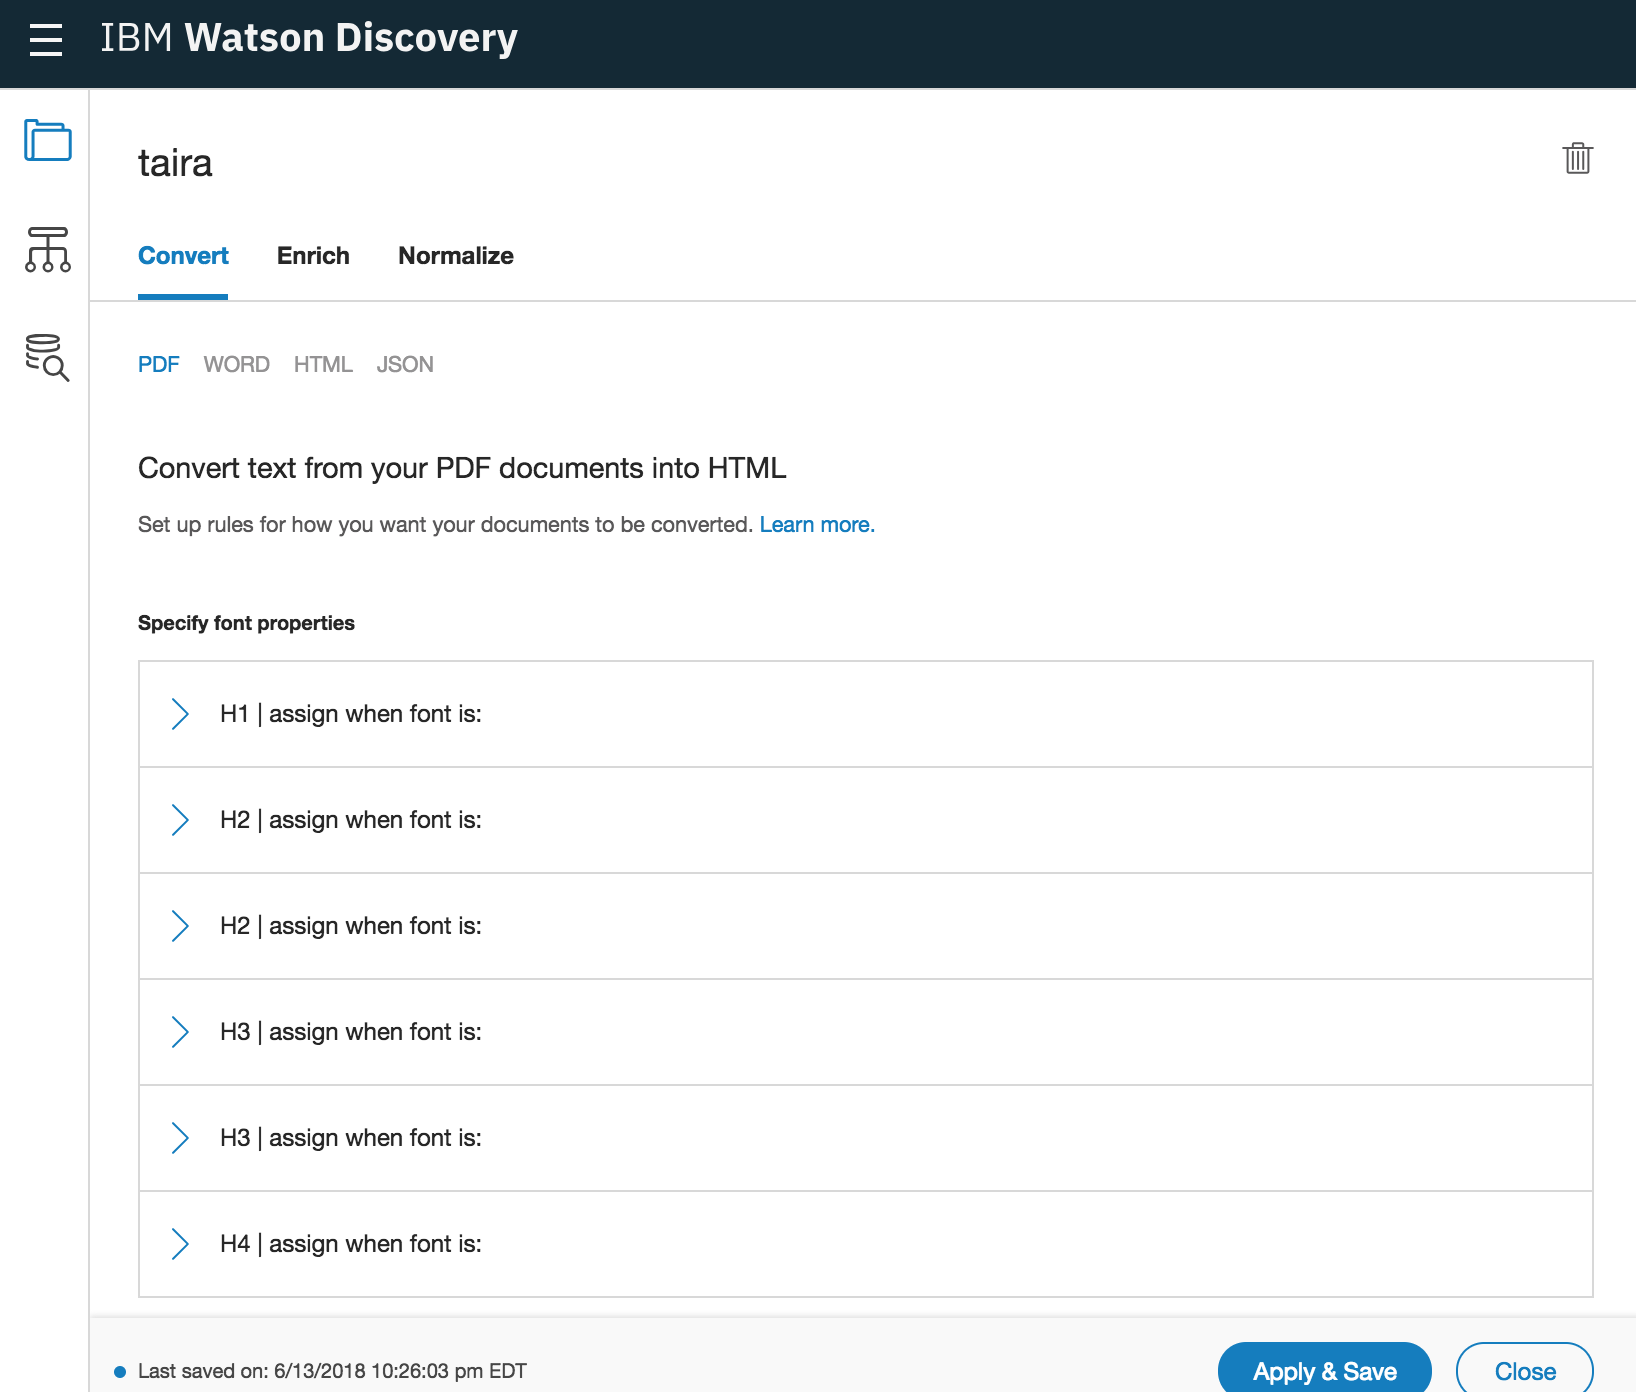 IBM Watson Discovery
taira
Convert Enrich Normalize
PDF WORD HTML JSON
Convert text from your PDF documents into HTML
Set up rules for how you want your documents to be converted. Learn more.
Specify font properties
H1 | assign when font is:
H2 | assign when font is:
H2 | assign when font is:
H3 | assign when font is:
H3 | assign when font is:
H4 | assign when font is:
Last saved on: 6/13/2018 10:26:03 pm EDT Apply & Save Close